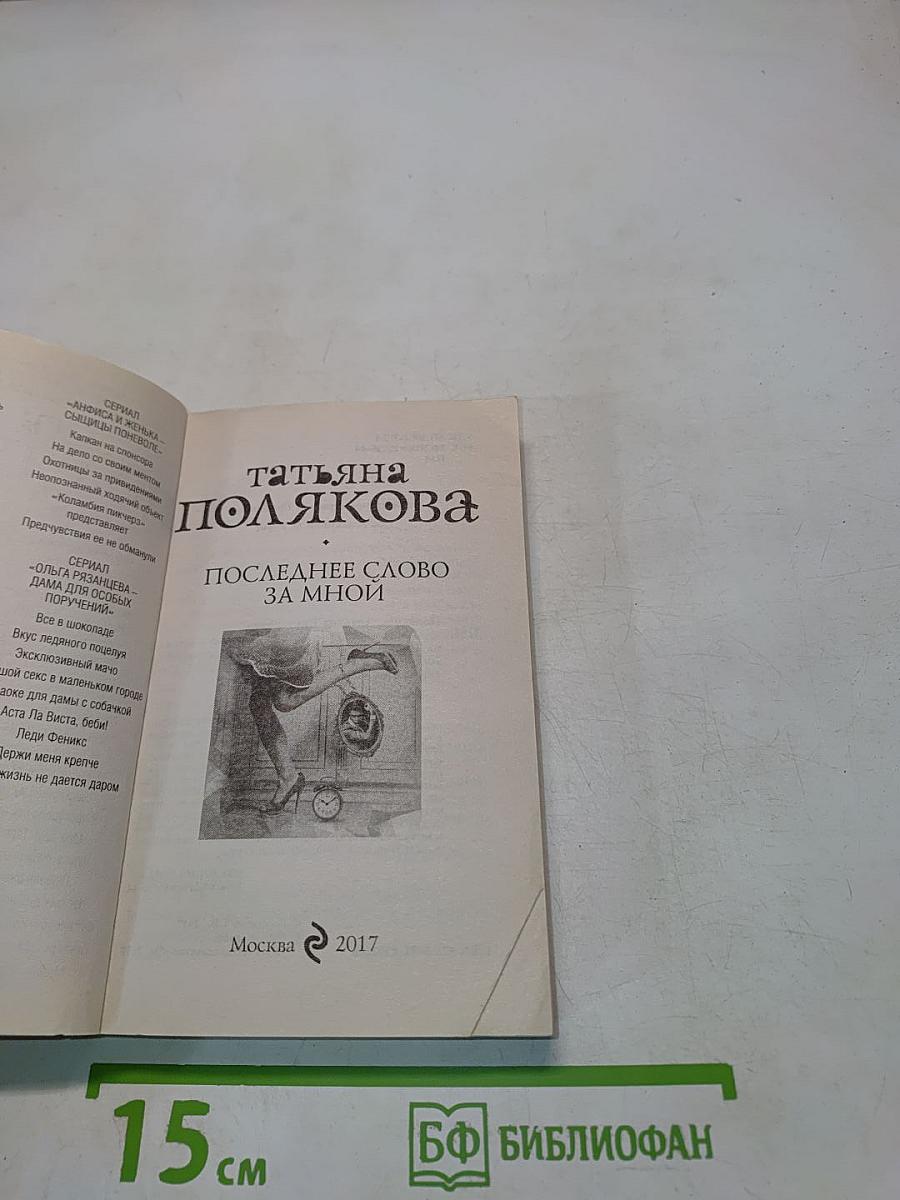 СЕРИАЛ
«АНФИСА И ЖЕНЬКА –
СЫЩИЦЫ ПОНЕВОЛЕ»
Капкан на спонсора
На дело со своим ментом
Охотницы за привидениями
Неопознанный ходячий объект
«Коламбия пикчерз»
представляет
Предчувствия ее не обманули
СЕРИАЛ
«ОЛЬГА РЯЗАНЦЕВА –
ДАМА ДЛЯ ОСОБЫХ
ПОРУЧЕНИЙ»
Все в шоколаде
Вкус ледяного поцелуя
Эксклюзивный мачо
шой секс в маленьком городе
аоке для дамы с собачкой
Аста Ла Виста, беби!
Леди Феникс
Держи меня крепче
жизнь не дается даром
ТАТЬЯНА
ПОЛЯКОВА
ПОСЛЕДНЕЕ СЛОВО
ЗА МНОЙ
Москва 2017
15 см
БФ БИБЛИОФАН